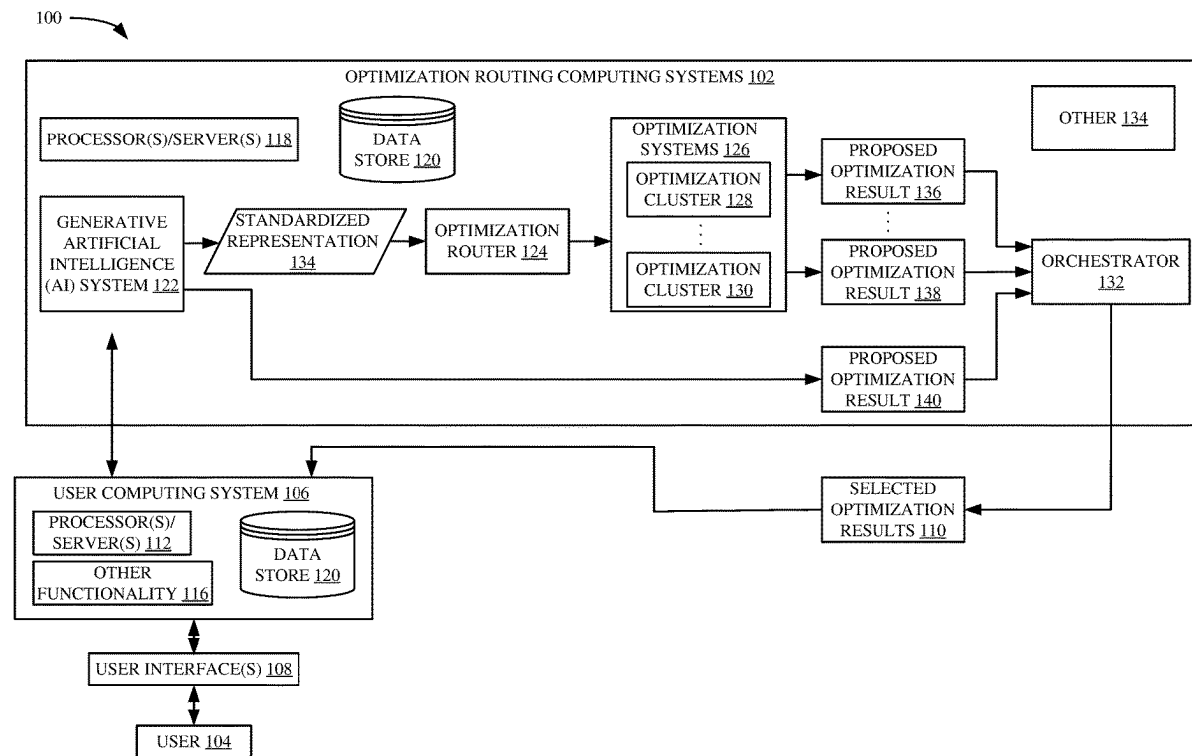 100
OPTIMIZATION ROUTING COMPUTING SYSTEMS 102
PROCESSOR(S)/SERVER(S) 118
DATA
STORE 120
OTHER 134
GENERATIVE
ARTIFICIAL
INTELLIGENCE
(AI) SYSTEM 122
STANDARDIZED
REPRESENTATION
134
OPTIMIZATION
ROUTER 124
OPTIMIZATION
SYSTEMS 126
OPTIMIZATION
CLUSTER 128
OPTIMIZATION
CLUSTER 130
PROPOSED
OPTIMIZATION
RESULT 136
PROPOSED
OPTIMIZATION
RESULT 138
PROPOSED
OPTIMIZATION
RESULT 140
ORCHESTRATOR
132
USER COMPUTING SYSTEM 106
PROCESSOR(S)/
SERVER(S) 112
OTHER
FUNCTIONALITY 116
DATA
STORE 120
SELECTED
OPTIMIZATION
RESULTS 110
USER INTERFACE(S) 108
USER 104